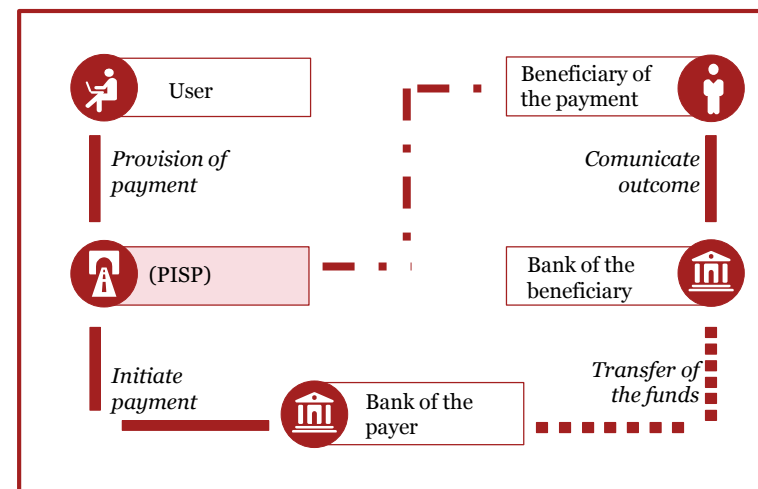 User
Beneficiary of
the payment
Provision of
payment
Comunicate
outcome
(PISP)
Bank of the
beneficiary
Initiate
payment
Transfer of
the funds
Bank of the
payer